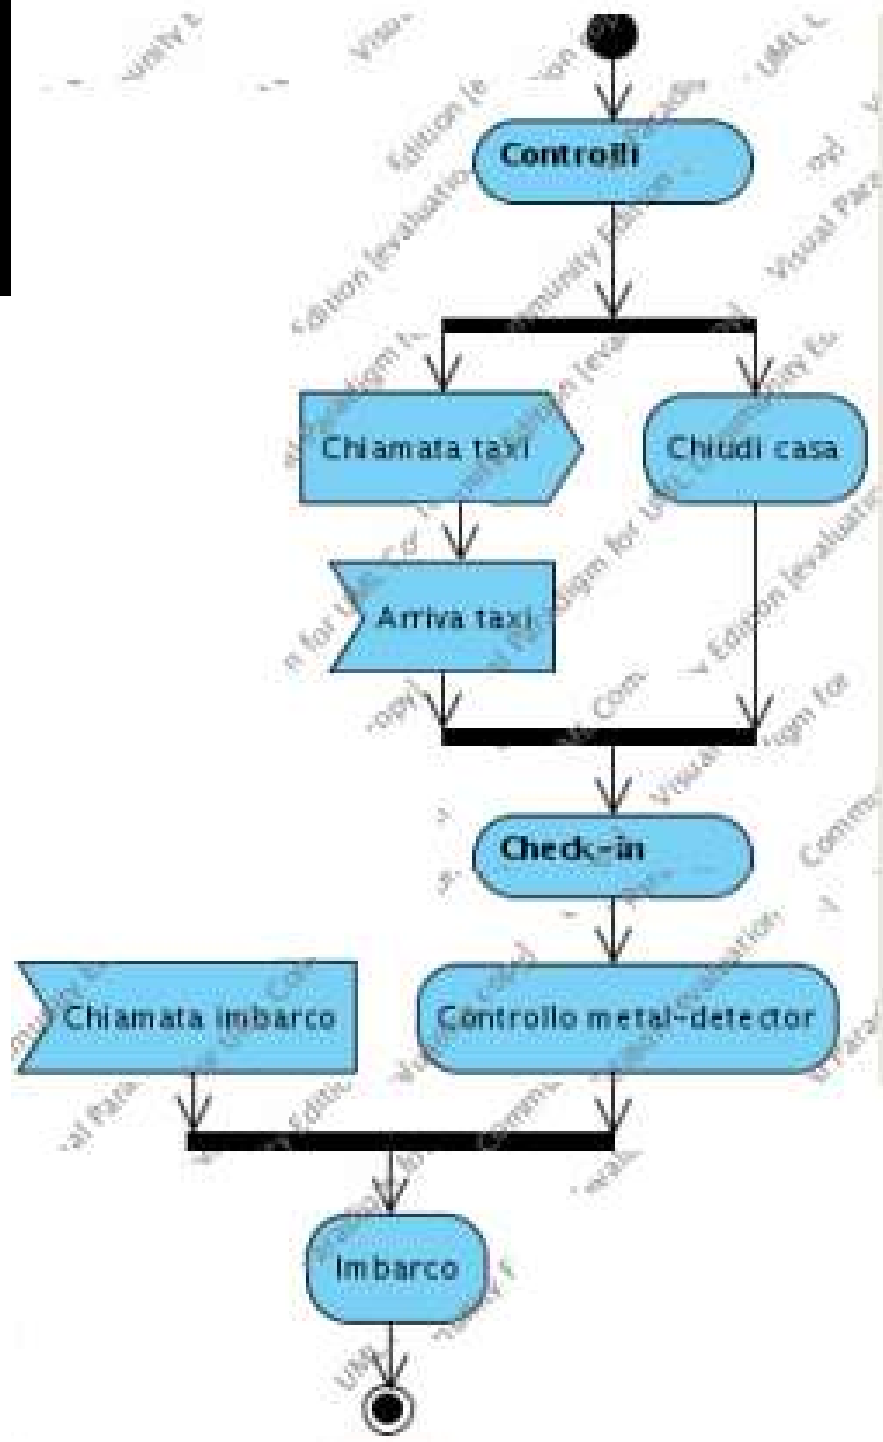 Controlli
Chiamata taxi
Chiudi casa
Arriva taxi
Check-in
Chiamata imbarco
Controllo metal-detector
Imbarco